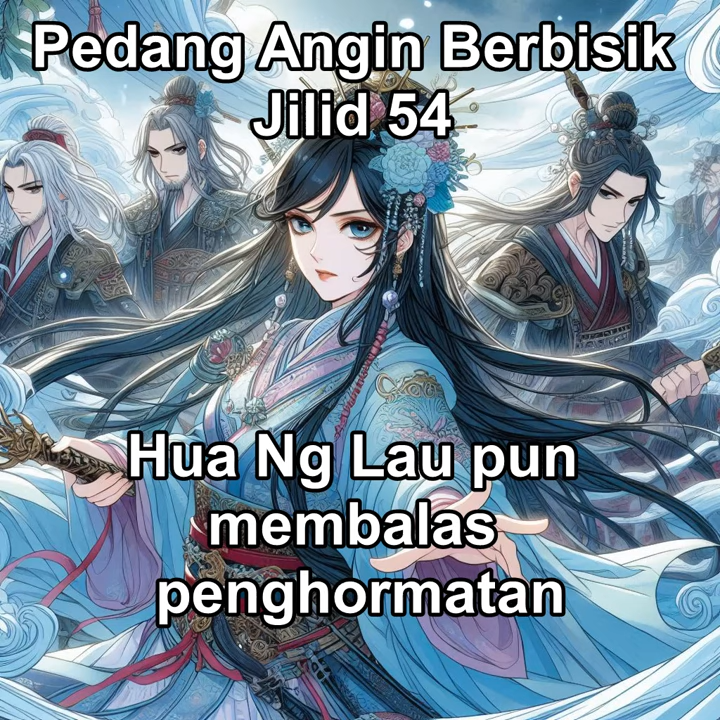 Pedang Angin Berbisik
Jilid 54
Hua Ng Lau pun
membalas
penghormatan